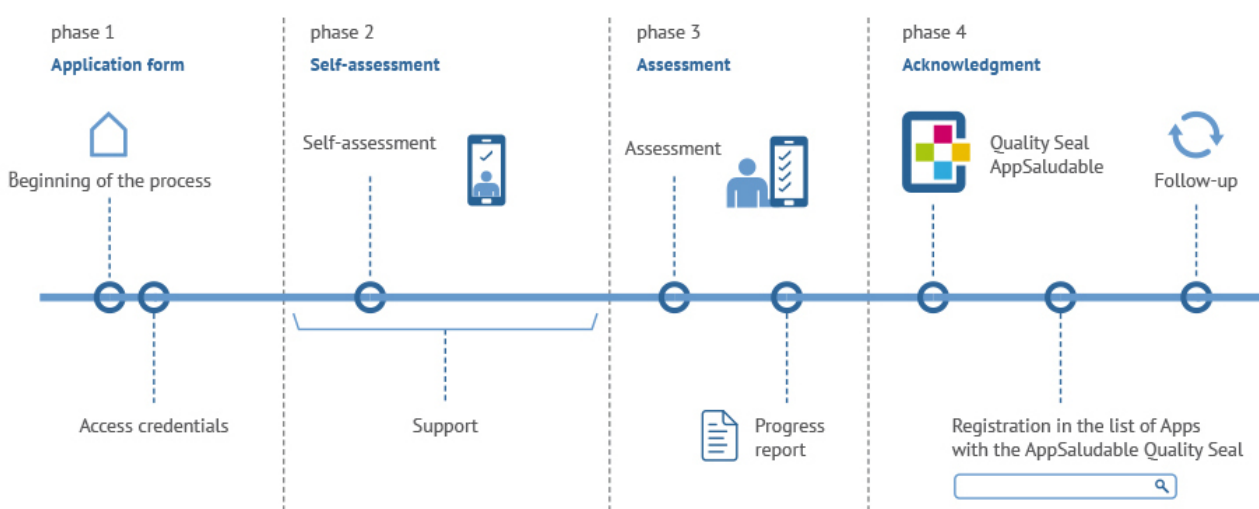 phase 1
Application form
Beginning of the process
Access credentials
phase 2
Self-assessment
Self-assessment
Support
phase 3
Assessment
Assessment
Progress
report
phase 4
Acknowledgment
Quality Seal
AppSaludable
Follow-up
Registration in the list of Apps
with the AppSaludable Quality Seal